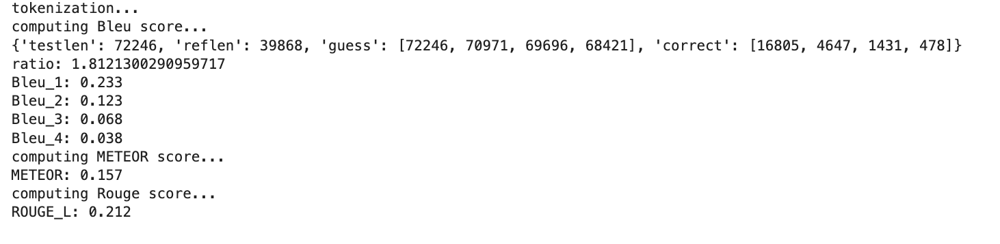 tokenization...
computing Bleu score...
{'testlen': 72246, 'reflen': 39868, 'guess': [72246, 70971, 69696, 68421], 'correct': [16805, 4647, 1431, 478]}
ratio: 1.8121300290959717
Bleu_1: 0.233
Bleu_2: 0.123
Bleu_3: 0.068
Bleu_4: 0.038
computing METEOR score...
METEOR: 0.157
computing Rouge score...
ROUGE_L: 0.212